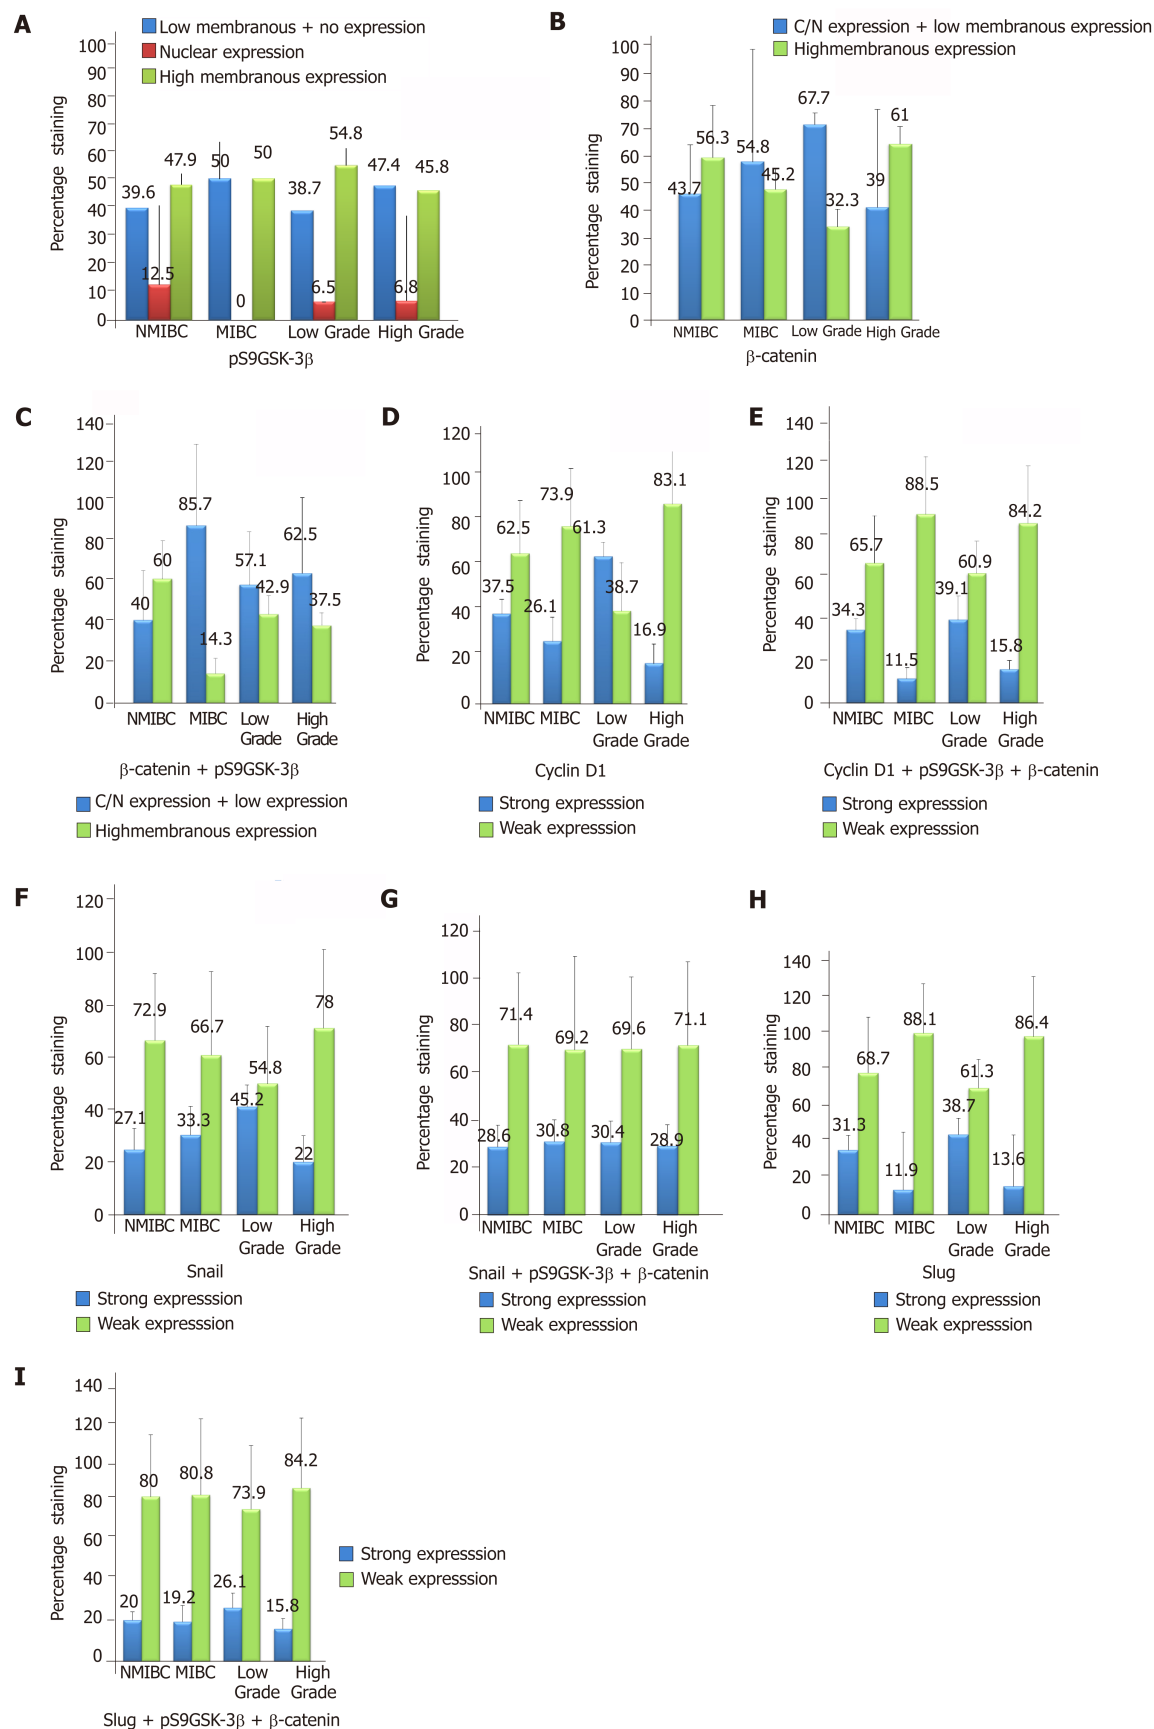 A
Low membranous + no expression
Nuclear expression
High membranous expression
100
90
80
70
60
50
40
30
20
10
0
Percentage staining
39.6
12.5
47.9
50
0
50
38.7
6.5
54.8
47.4
6.8
45.8
NMIBC MIBC Low Grade High Grade
pS9GSK-3β
B
C/N expression + low membranous expression
Highmembranous expression
100
90
80
70
60
50
40
30
20
10
0
Percentage staining
43.7
56.3
54.8
45.2
67.7
32.3
39
61
NMIBC MIBC Low Grade High Grade
β-catenin
C
140
120
100
80
60
40
20
0
Percentage staining
40
60
85.7
14.3
57.1
42.9
62.5
37.5
NMIBC MIBC Low Grade High Grade
β-catenin + pS9GSK-3β
C/N expression + low expression
Highmembranous expression
D
120
100
80
60
40
20
0
Percentage staining
37.5
62.5
26.1
73.9
61.3
38.7
16.9
83.1
NMIBC MIBC Low Grade High Grade
Cyclin D1
Strong expresssion
Weak expresssion
E
140
120
100
80
60
40
20
0
Percentage staining
34.3
65.7
11.5
88.5
39.1
60.9
15.8
84.2
NMIBC MIBC Low Grade High Grade
Cyclin D1 + pS9GSK-3β + β-catenin
Strong expresssion
Weak expresssion
F
120
100
80
60
40
20
0
Percentage staining
27.1
72.9
33.3
66.7
45.2
54.8
22
78
NMIBC MIBC Low Grade High Grade
Snail
Strong expresssion
Weak expresssion
G
120
100
80
60
40
20
0
Percentage staining
28.6
71.4
30.8
69.2
30.4
69.6
28.9
71.1
NMIBC MIBC Low Grade High Grade
Snail + pS9GSK-3β + β-catenin
Strong expresssion
Weak expresssion
H
140
120
100
80
60
40
20
0
Percentage staining
31.3
68.7
11.9
88.1
38.7
61.3
13.6
86.4
NMIBC MIBC Low Grade High Grade
Slug
Strong expresssion
Weak expresssion
I
140
120
100
80
60
40
20
0
Percentage staining
20
80
19.2
80.8
26.1
73.9
15.8
84.2
NMIBC MIBC Low Grade High Grade
Slug + pS9GSK-3β + β-catenin
Strong expresssion
Weak expresssion